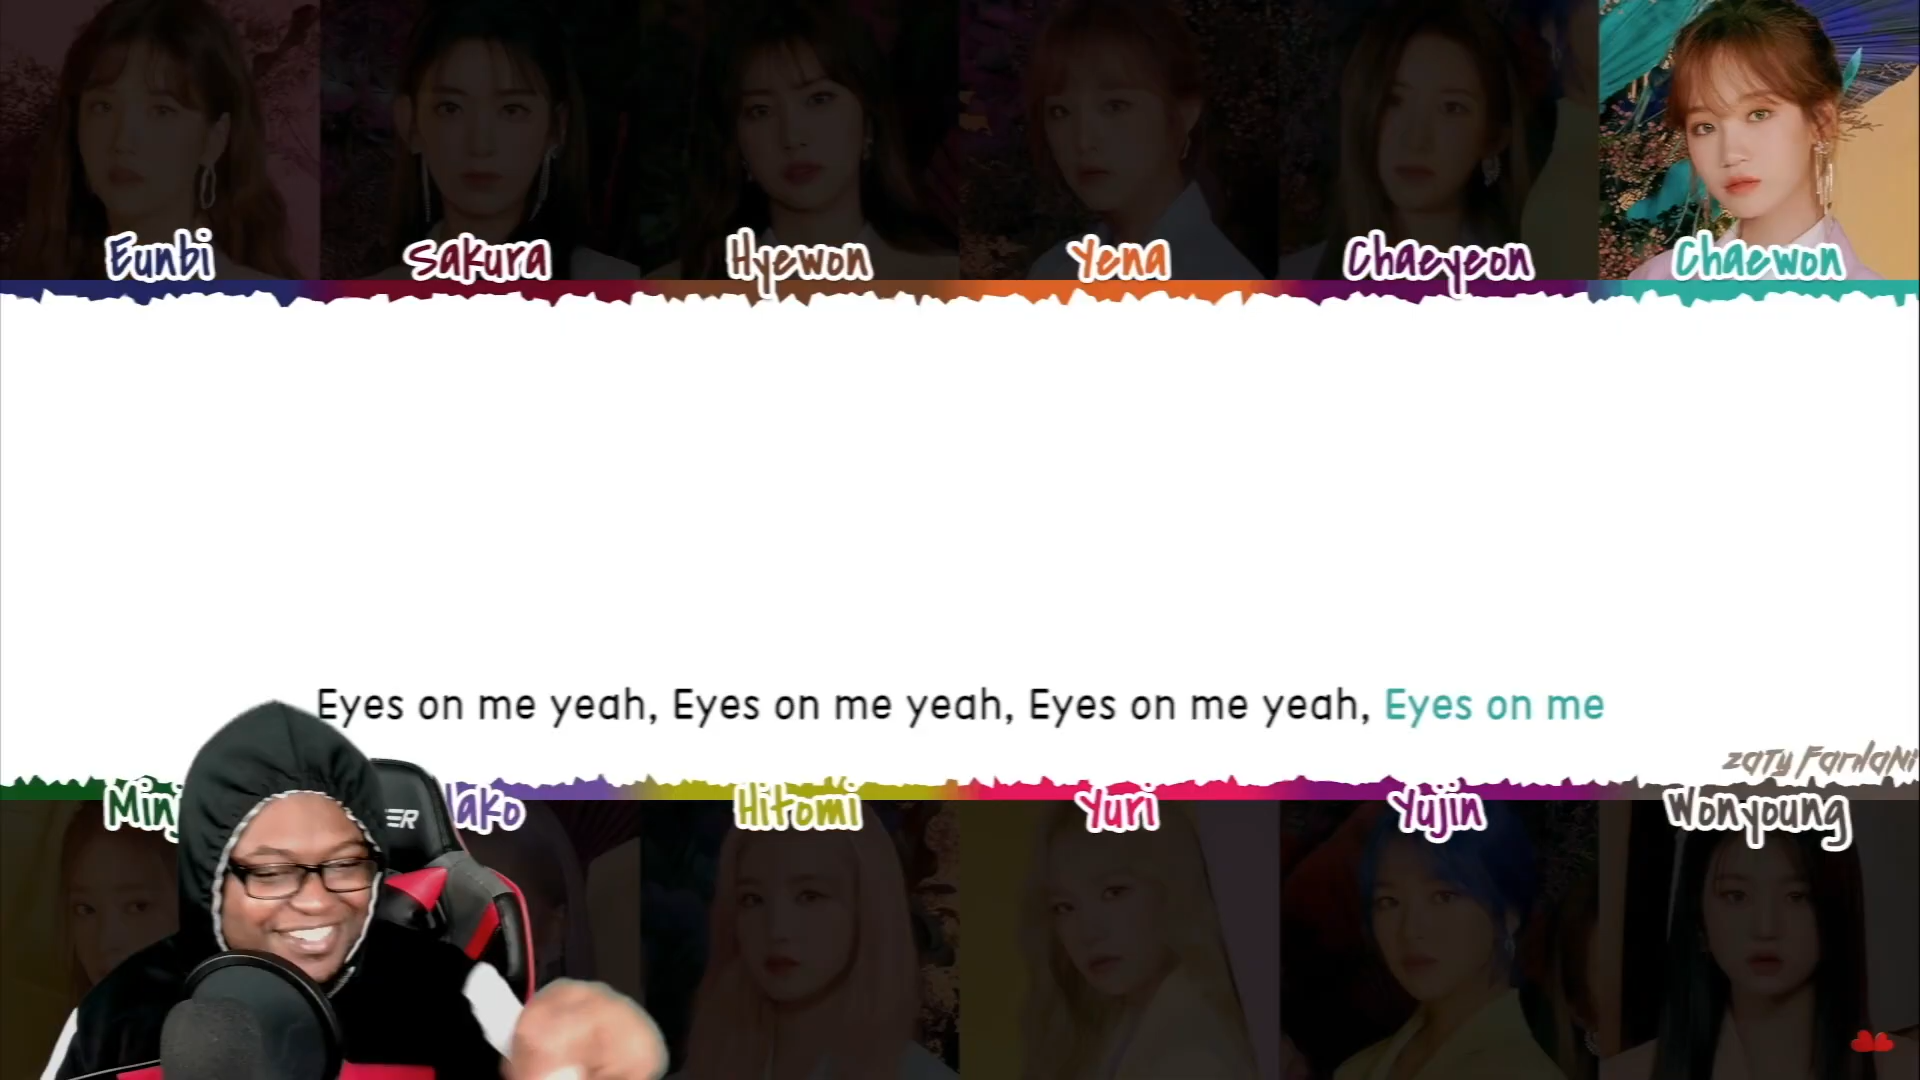 Eunbi Sakura Hyewon Yena Chaeyeon Chaewon
Eyes on me yeah, Eyes on me yeah, Eyes on me yeah, Eyes on me
Zaty Farhani
Hitomi Yuri Yujin Wonyoung